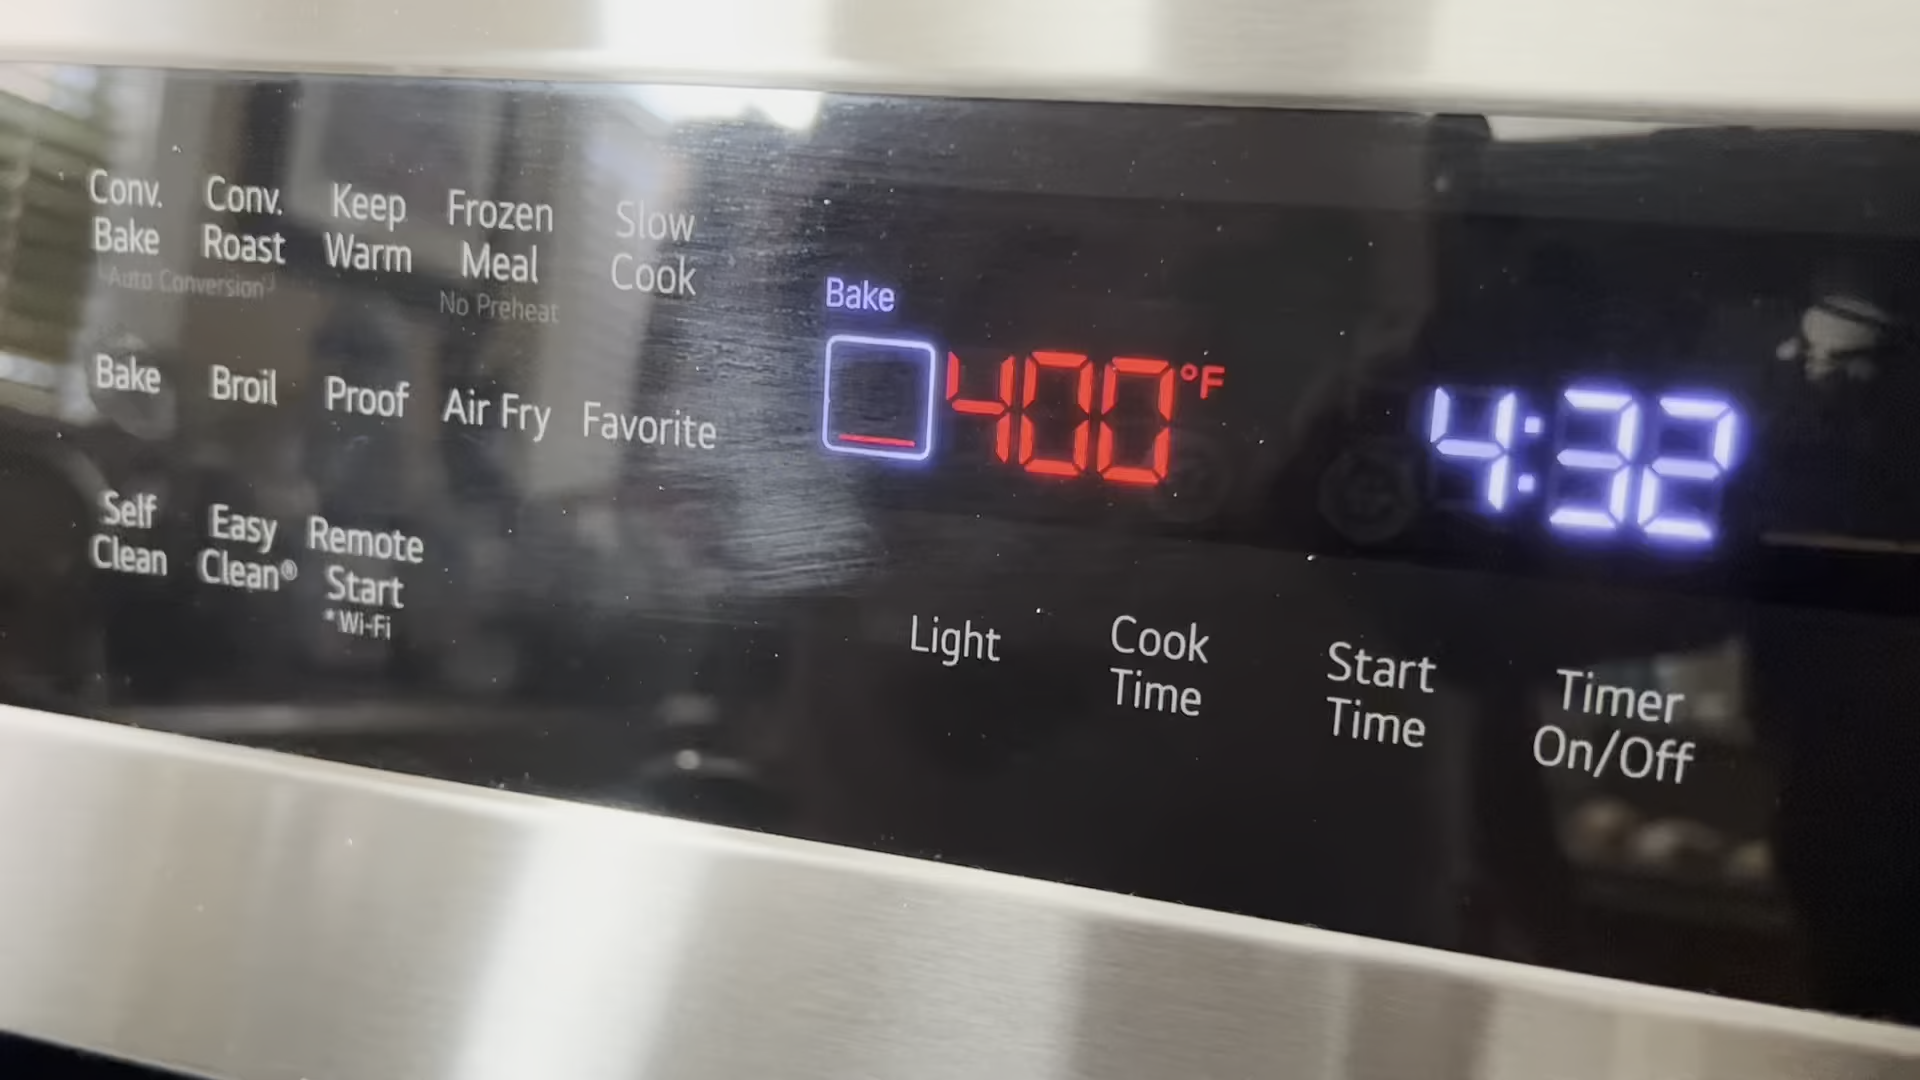 Conv. Bake
Conv. Roast
Auto Conversion
Keep Warm
Frozen Meal
No Preheat
Slow Cook
Bake
Broil
Proof
Air Fry
Favorite
Self Clean
Easy Clean®
Remote Start
*Wi-Fi
Bake
400°F
4:32
Light
Cook Time
Start Time
Timer On/Off